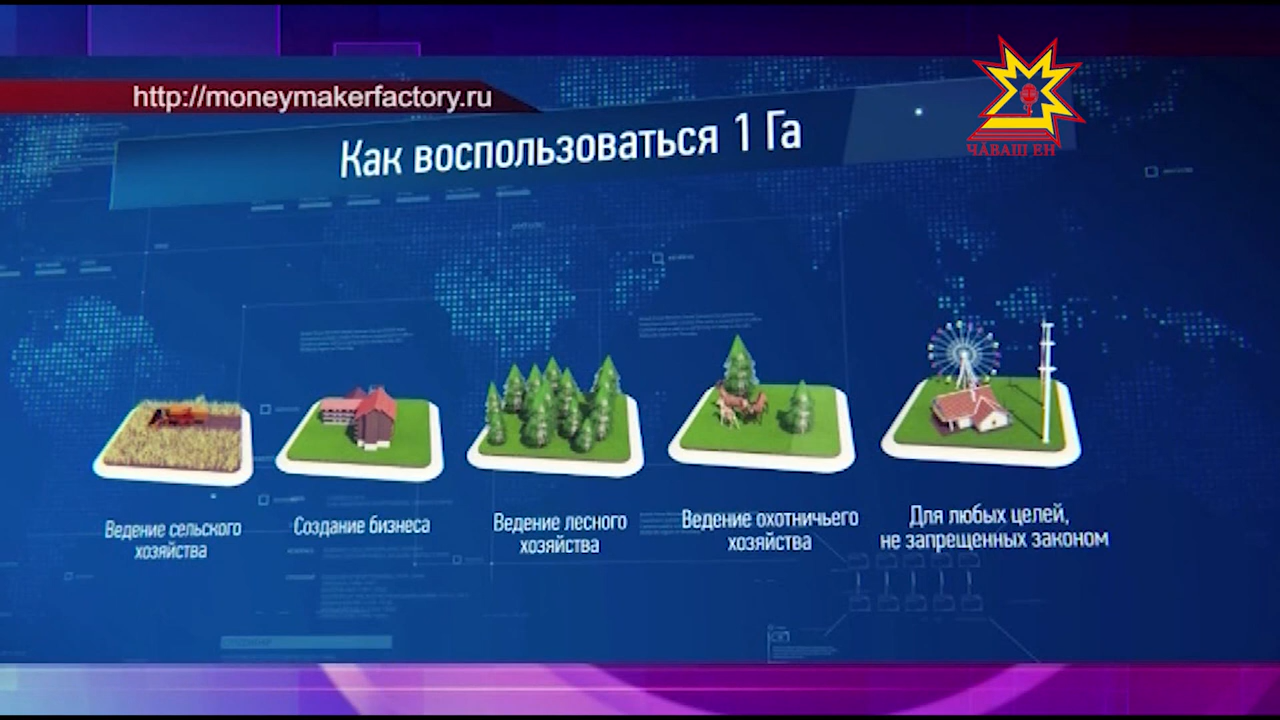 http://moneymakerfactory.ru
ЧӐВАШ ЕН
Как воспользоваться 1 Га
Ведение сельского
хозяйства
Создание бизнеса
Ведение лесного
хозяйства
Ведение охотничьего
хозяйства
Для любых целей,
не запрещенных законом